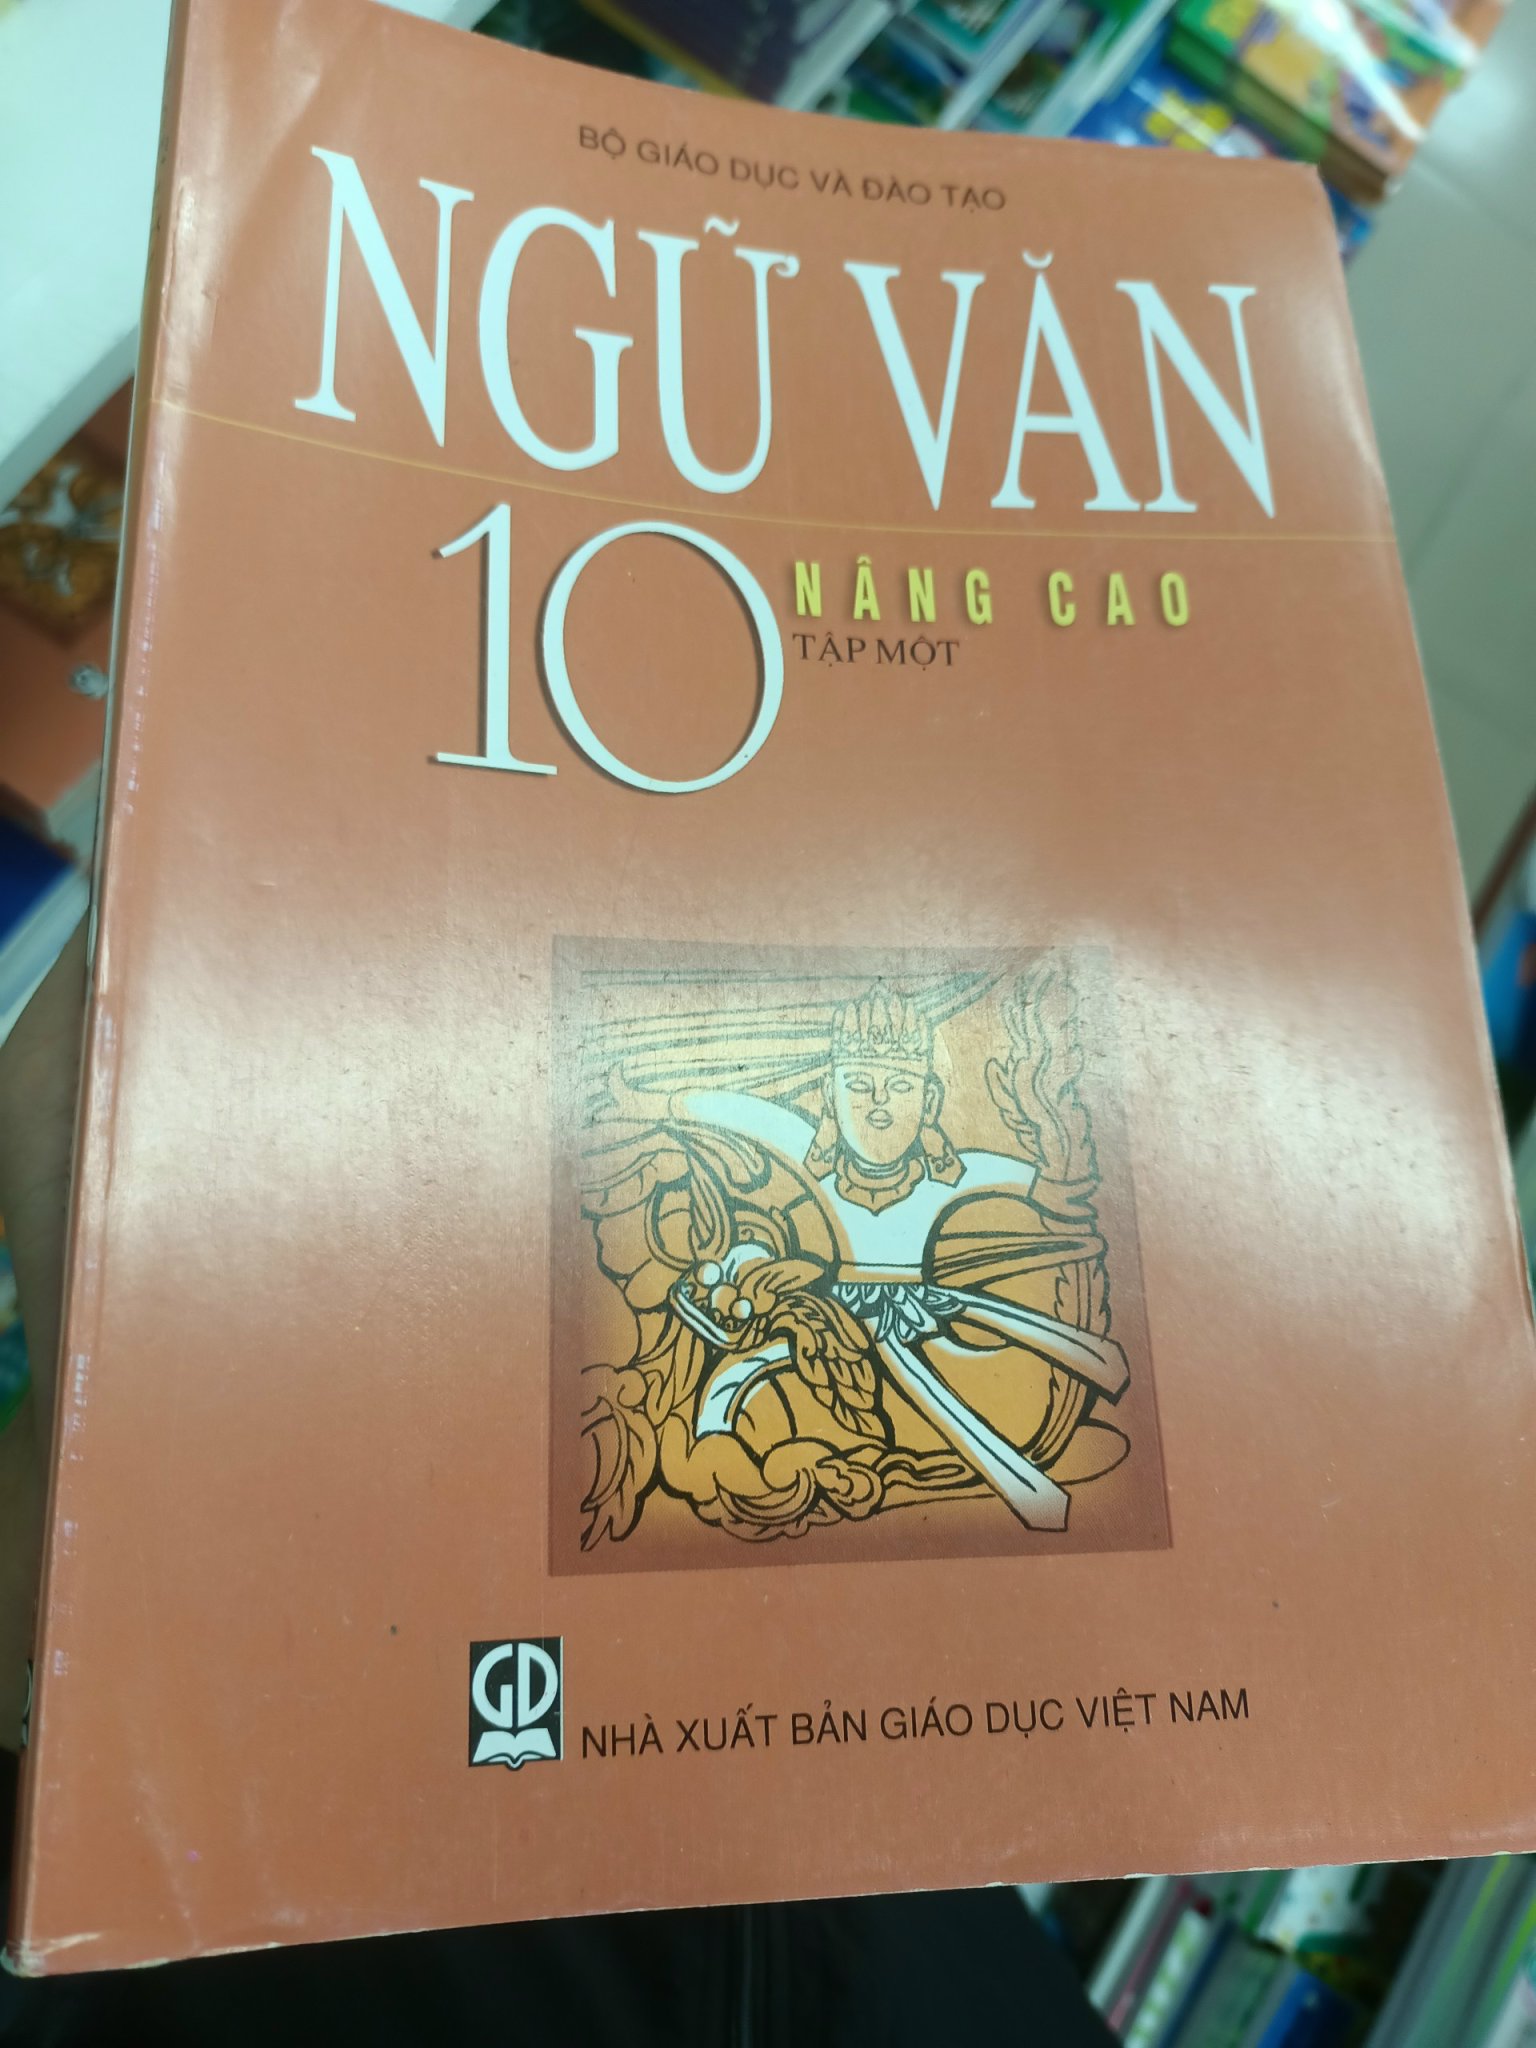 BỘ GIÁO DỤC VÀ ĐÀO TẠO
NGỮ VĂN
10
NÂNG CAO
TẬP MỘT
GD
NHÀ XUẤT BẢN GIÁO DỤC VIỆT NAM